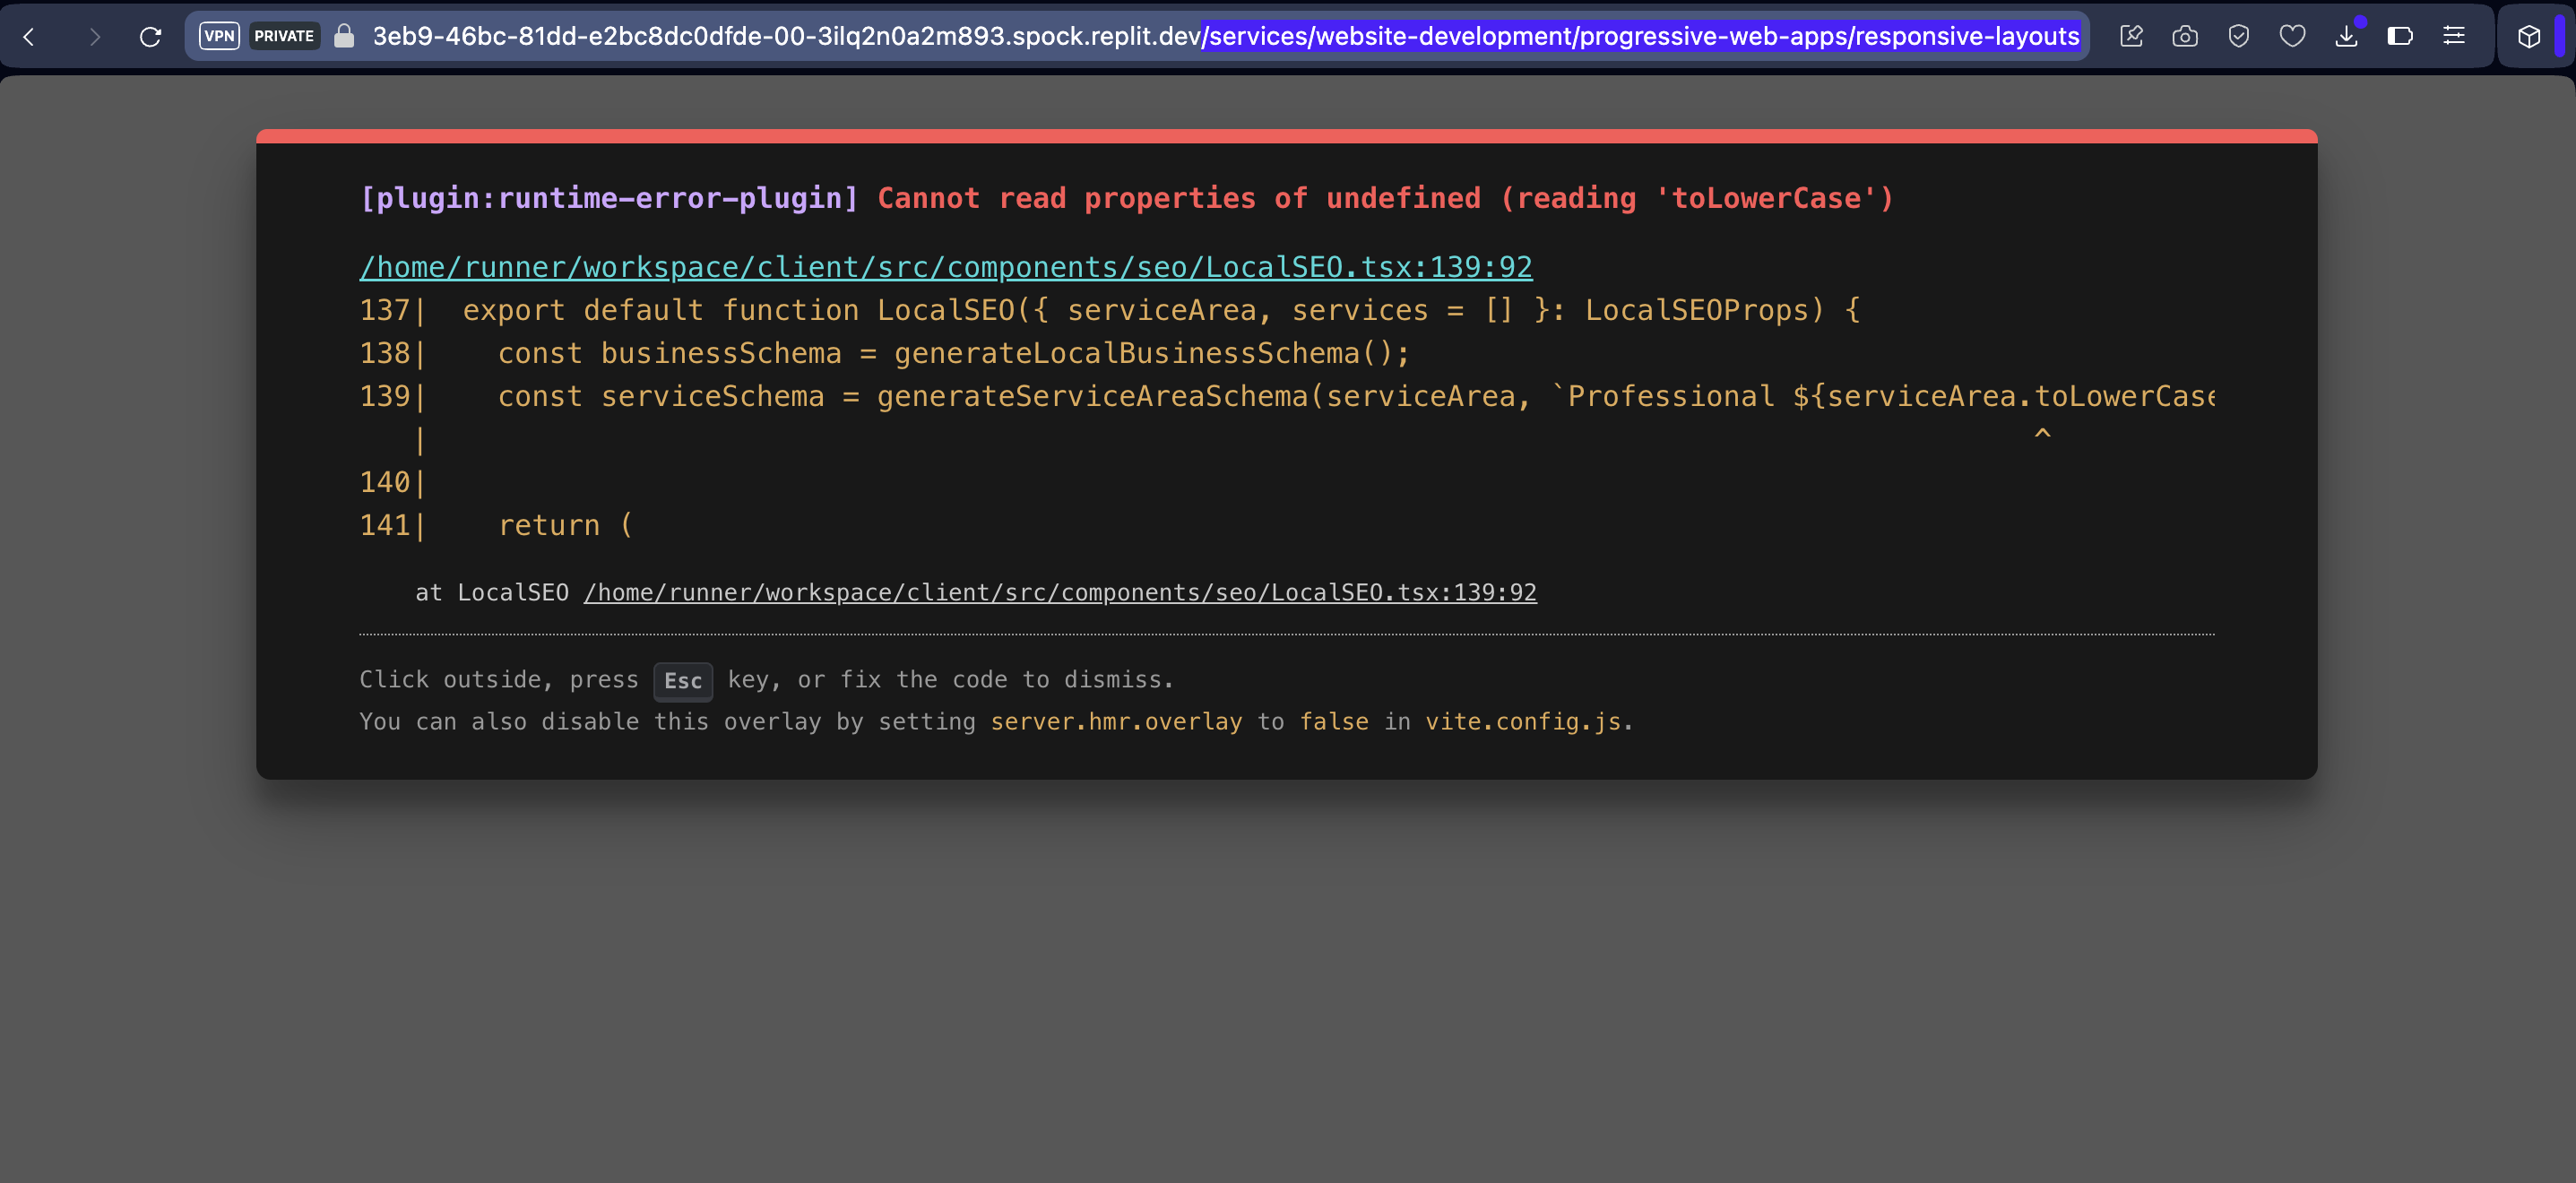 VPN PRIVATE 3eb9-46bc-81dd-e2bc8dc0dfde-00-3ilq2n0a2m893.spock.replit.dev/services/website-development/progressive-web-apps/responsive-layouts
[plugin:runtime-error-plugin] Cannot read properties of undefined (reading 'toLowerCase')
/home/runner/workspace/client/src/components/seo/LocalSEO.tsx:139:92
137|  export default function LocalSEO({ serviceArea, services = [] }: LocalSEOProps) {
138|    const businessSchema = generateLocalBusinessSchema();
139|    const serviceSchema = generateServiceAreaSchema(serviceArea, `Professional ${serviceArea.toLowerCase
   |                                                                                             ^
140|
141|    return (
at LocalSEO /home/runner/workspace/client/src/components/seo/LocalSEO.tsx:139:92
Click outside, press Esc key, or fix the code to dismiss.
You can also disable this overlay by setting server.hmr.overlay to false in vite.config.js.